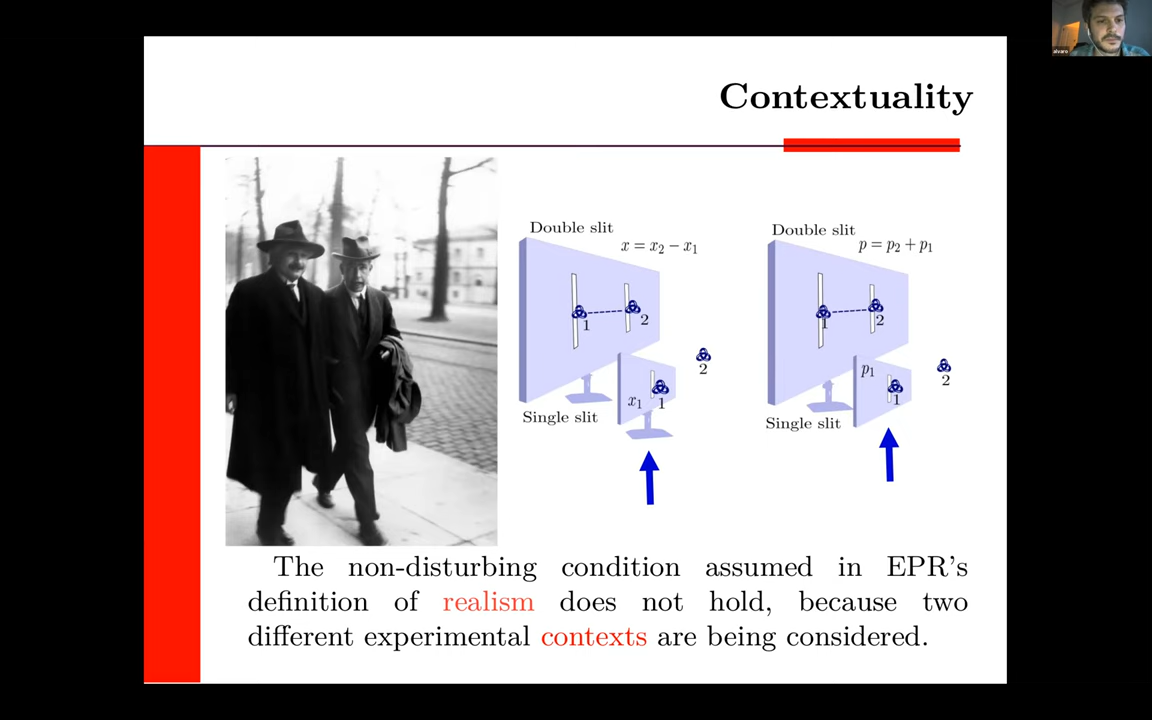 alvaro
Contextuality
Double slit
x = x₂ − x₁
1
2
2
x₁
1
Single slit
Double slit
p = p₂ + p₁
1
2
2
p₁
1
Single slit
The non-disturbing condition assumed in EPR's
definition of realism does not hold, because two
different experimental contexts are being considered.